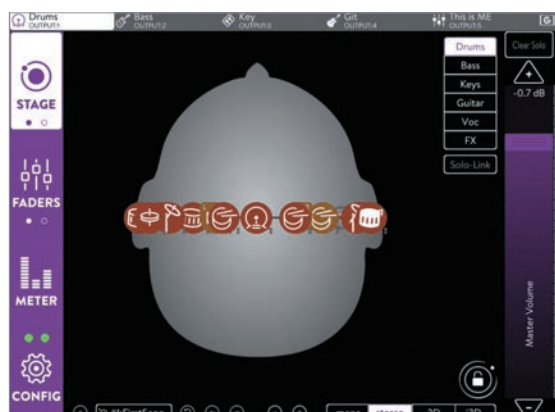 Drums
OUTPUT:1
Bass
OUTPUT:2
Key
OUTPUT:3
Git
OUTPUT:4
This is ME
OUTPUT:5
[G]
STAGE
FADERS
METER
CONFIG
Drums
Bass
Keys
Guitar
Voc
FX
Solo-Link
Clear Solo
-0.7 dB
Master Volume
mono
stereo
2D